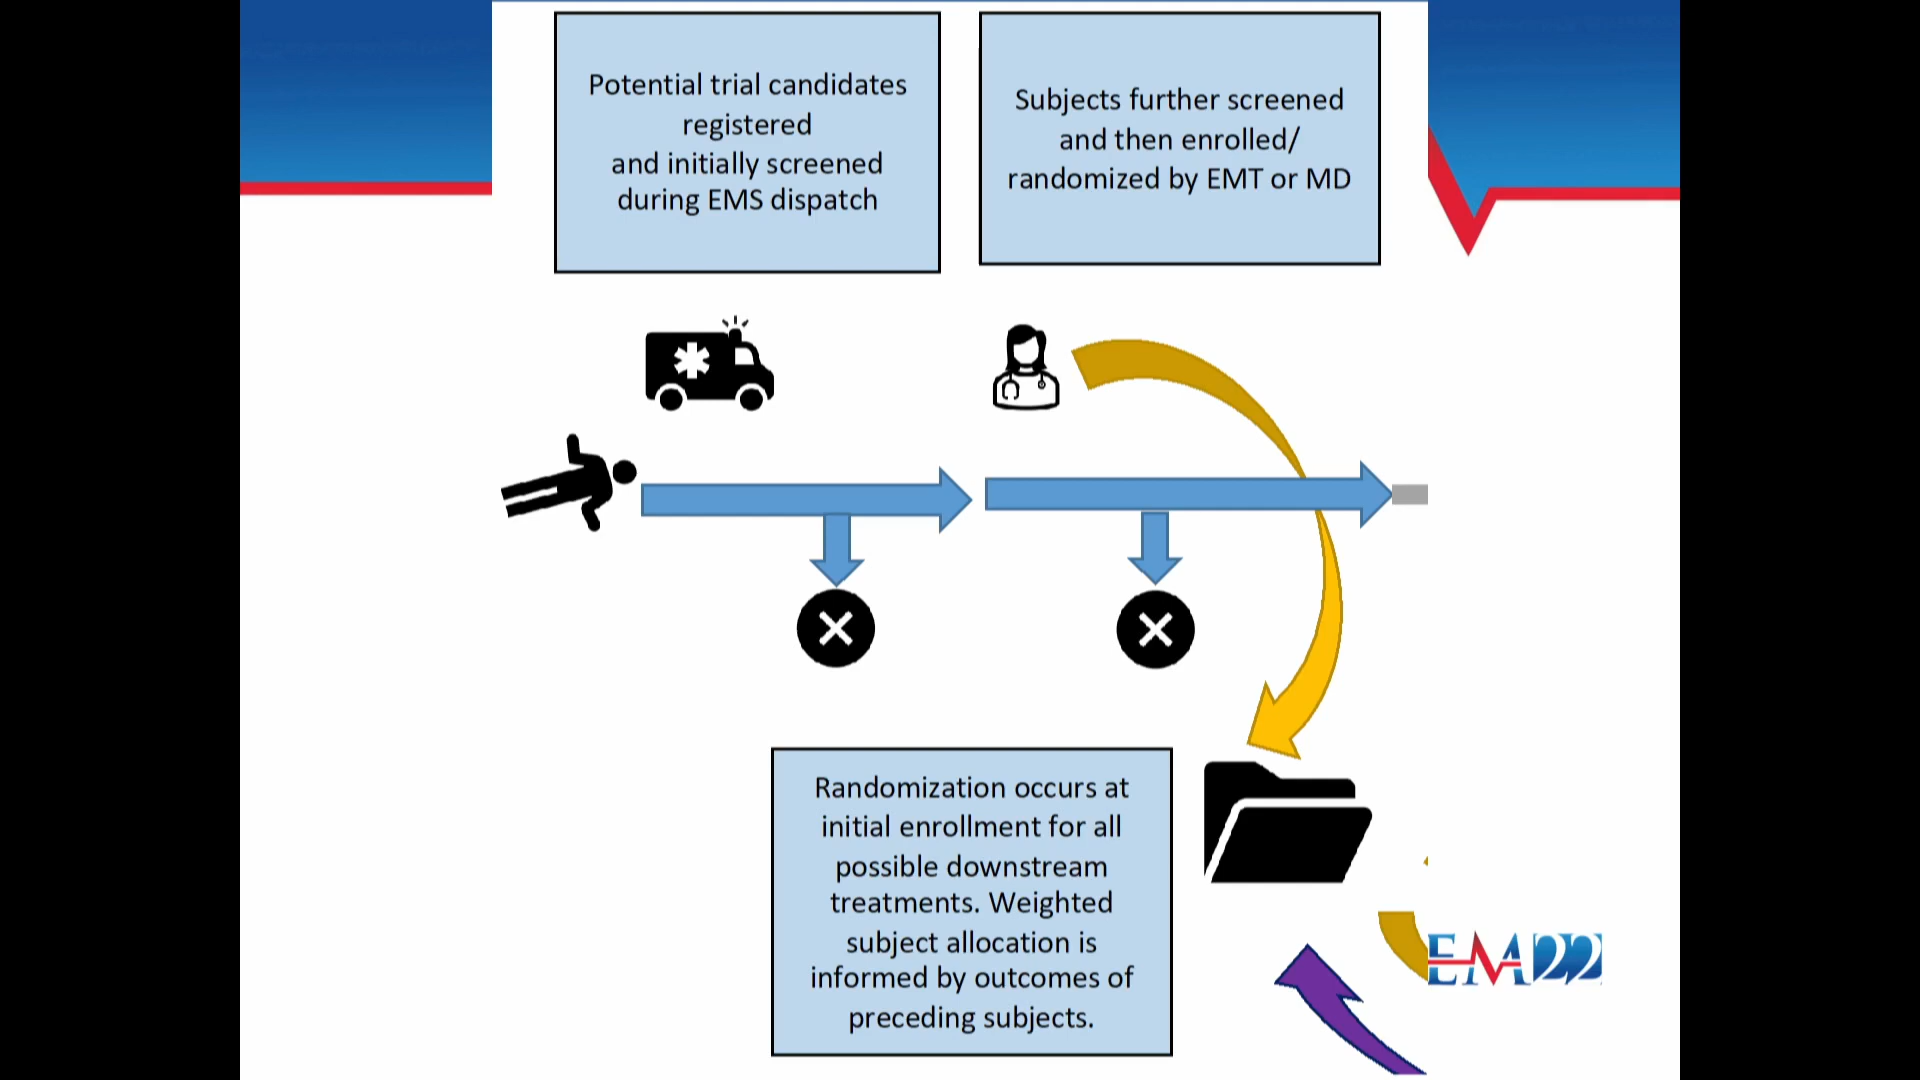 Potential trial candidates
registered
and initially screened
during EMS dispatch
Subjects further screened
and then enrolled/
randomized by EMT or MD
Randomization occurs at
initial enrollment for all
possible downstream
treatments. Weighted
subject allocation is
informed by outcomes of
preceding subjects.
EM22